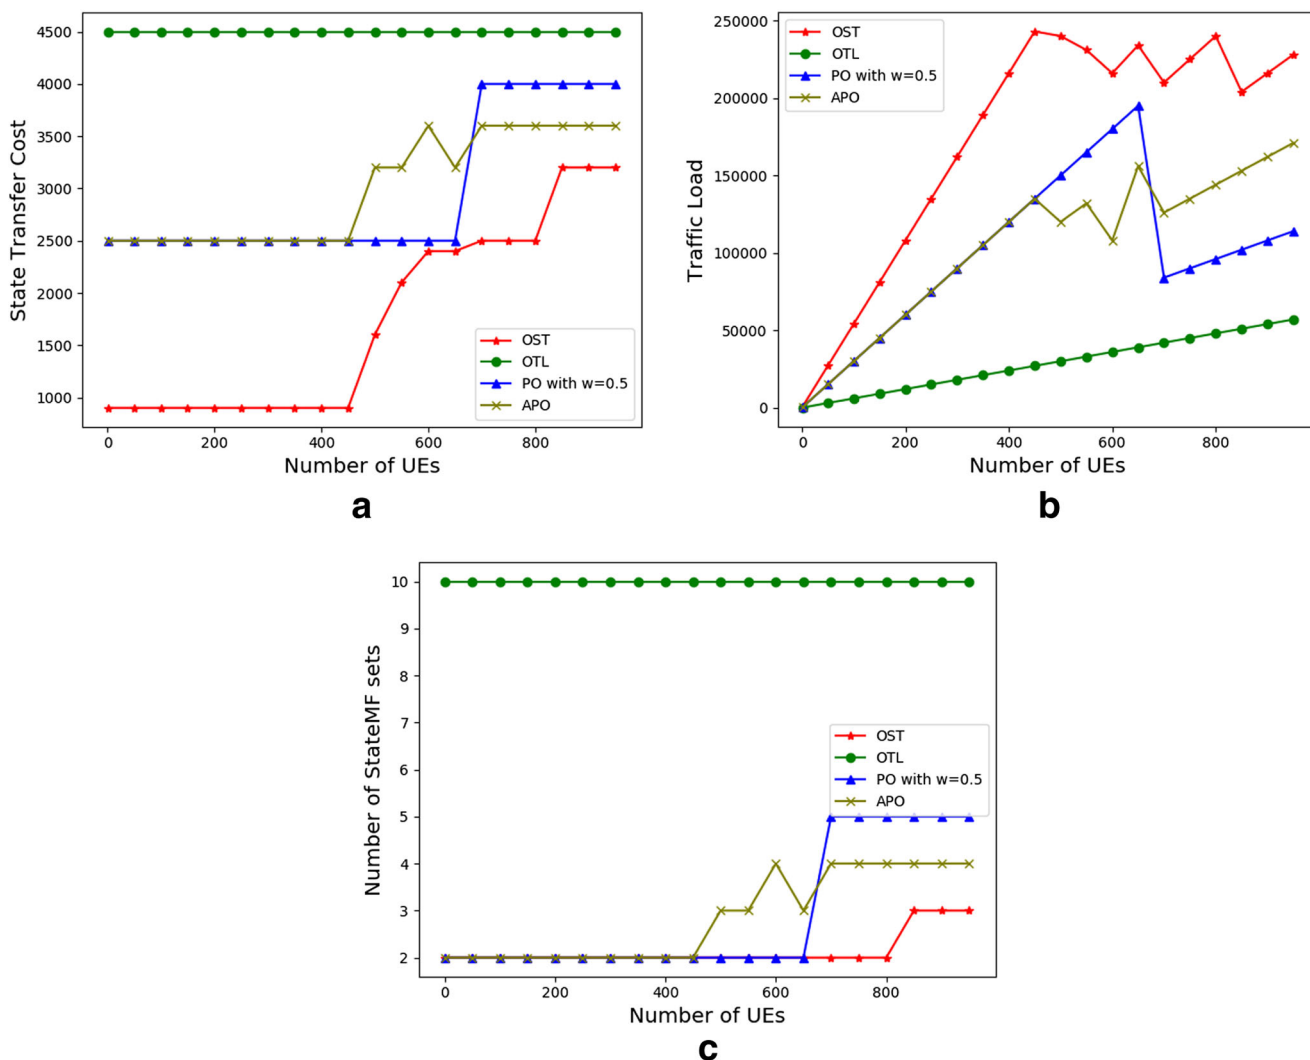 State Transfer Cost
4500
4000
3500
3000
2500
2000
1500
1000
OST
OTL
PO with w=0.5
APO
0
200
400
600
800
Number of UEs
a
Traffic Load
250000
200000
150000
100000
50000
0
OST
OTL
PO with w=0.5
APO
0
200
400
600
800
Number of UEs
b
Number of StateMF sets
10
9
8
7
6
5
4
3
2
OST
OTL
PO with w=0.5
APO
0
200
400
600
800
Number of UEs
c